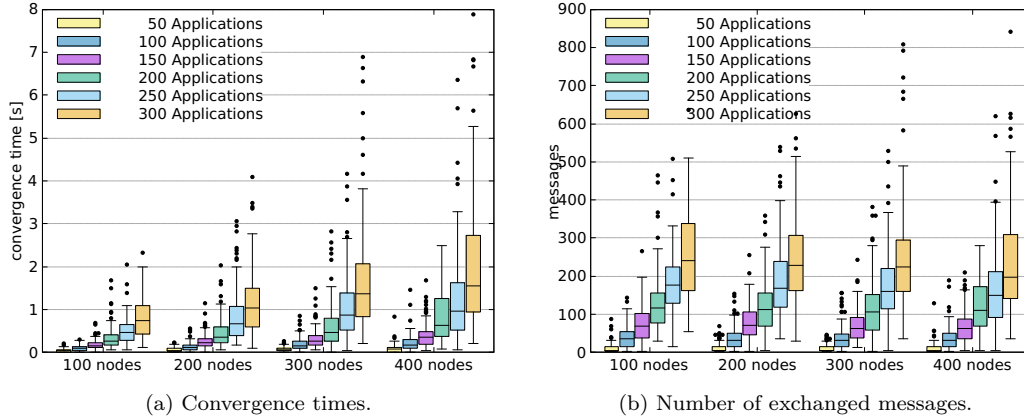 8
7
6
5
4
3
2
1
0
convergence time [s]
50 Applications
100 Applications
150 Applications
200 Applications
250 Applications
300 Applications
100 nodes
200 nodes
300 nodes
400 nodes
(a) Convergence times.
900
800
700
600
500
400
300
200
100
0
messages
50 Applications
100 Applications
150 Applications
200 Applications
250 Applications
300 Applications
100 nodes
200 nodes
300 nodes
400 nodes
(b) Number of exchanged messages.